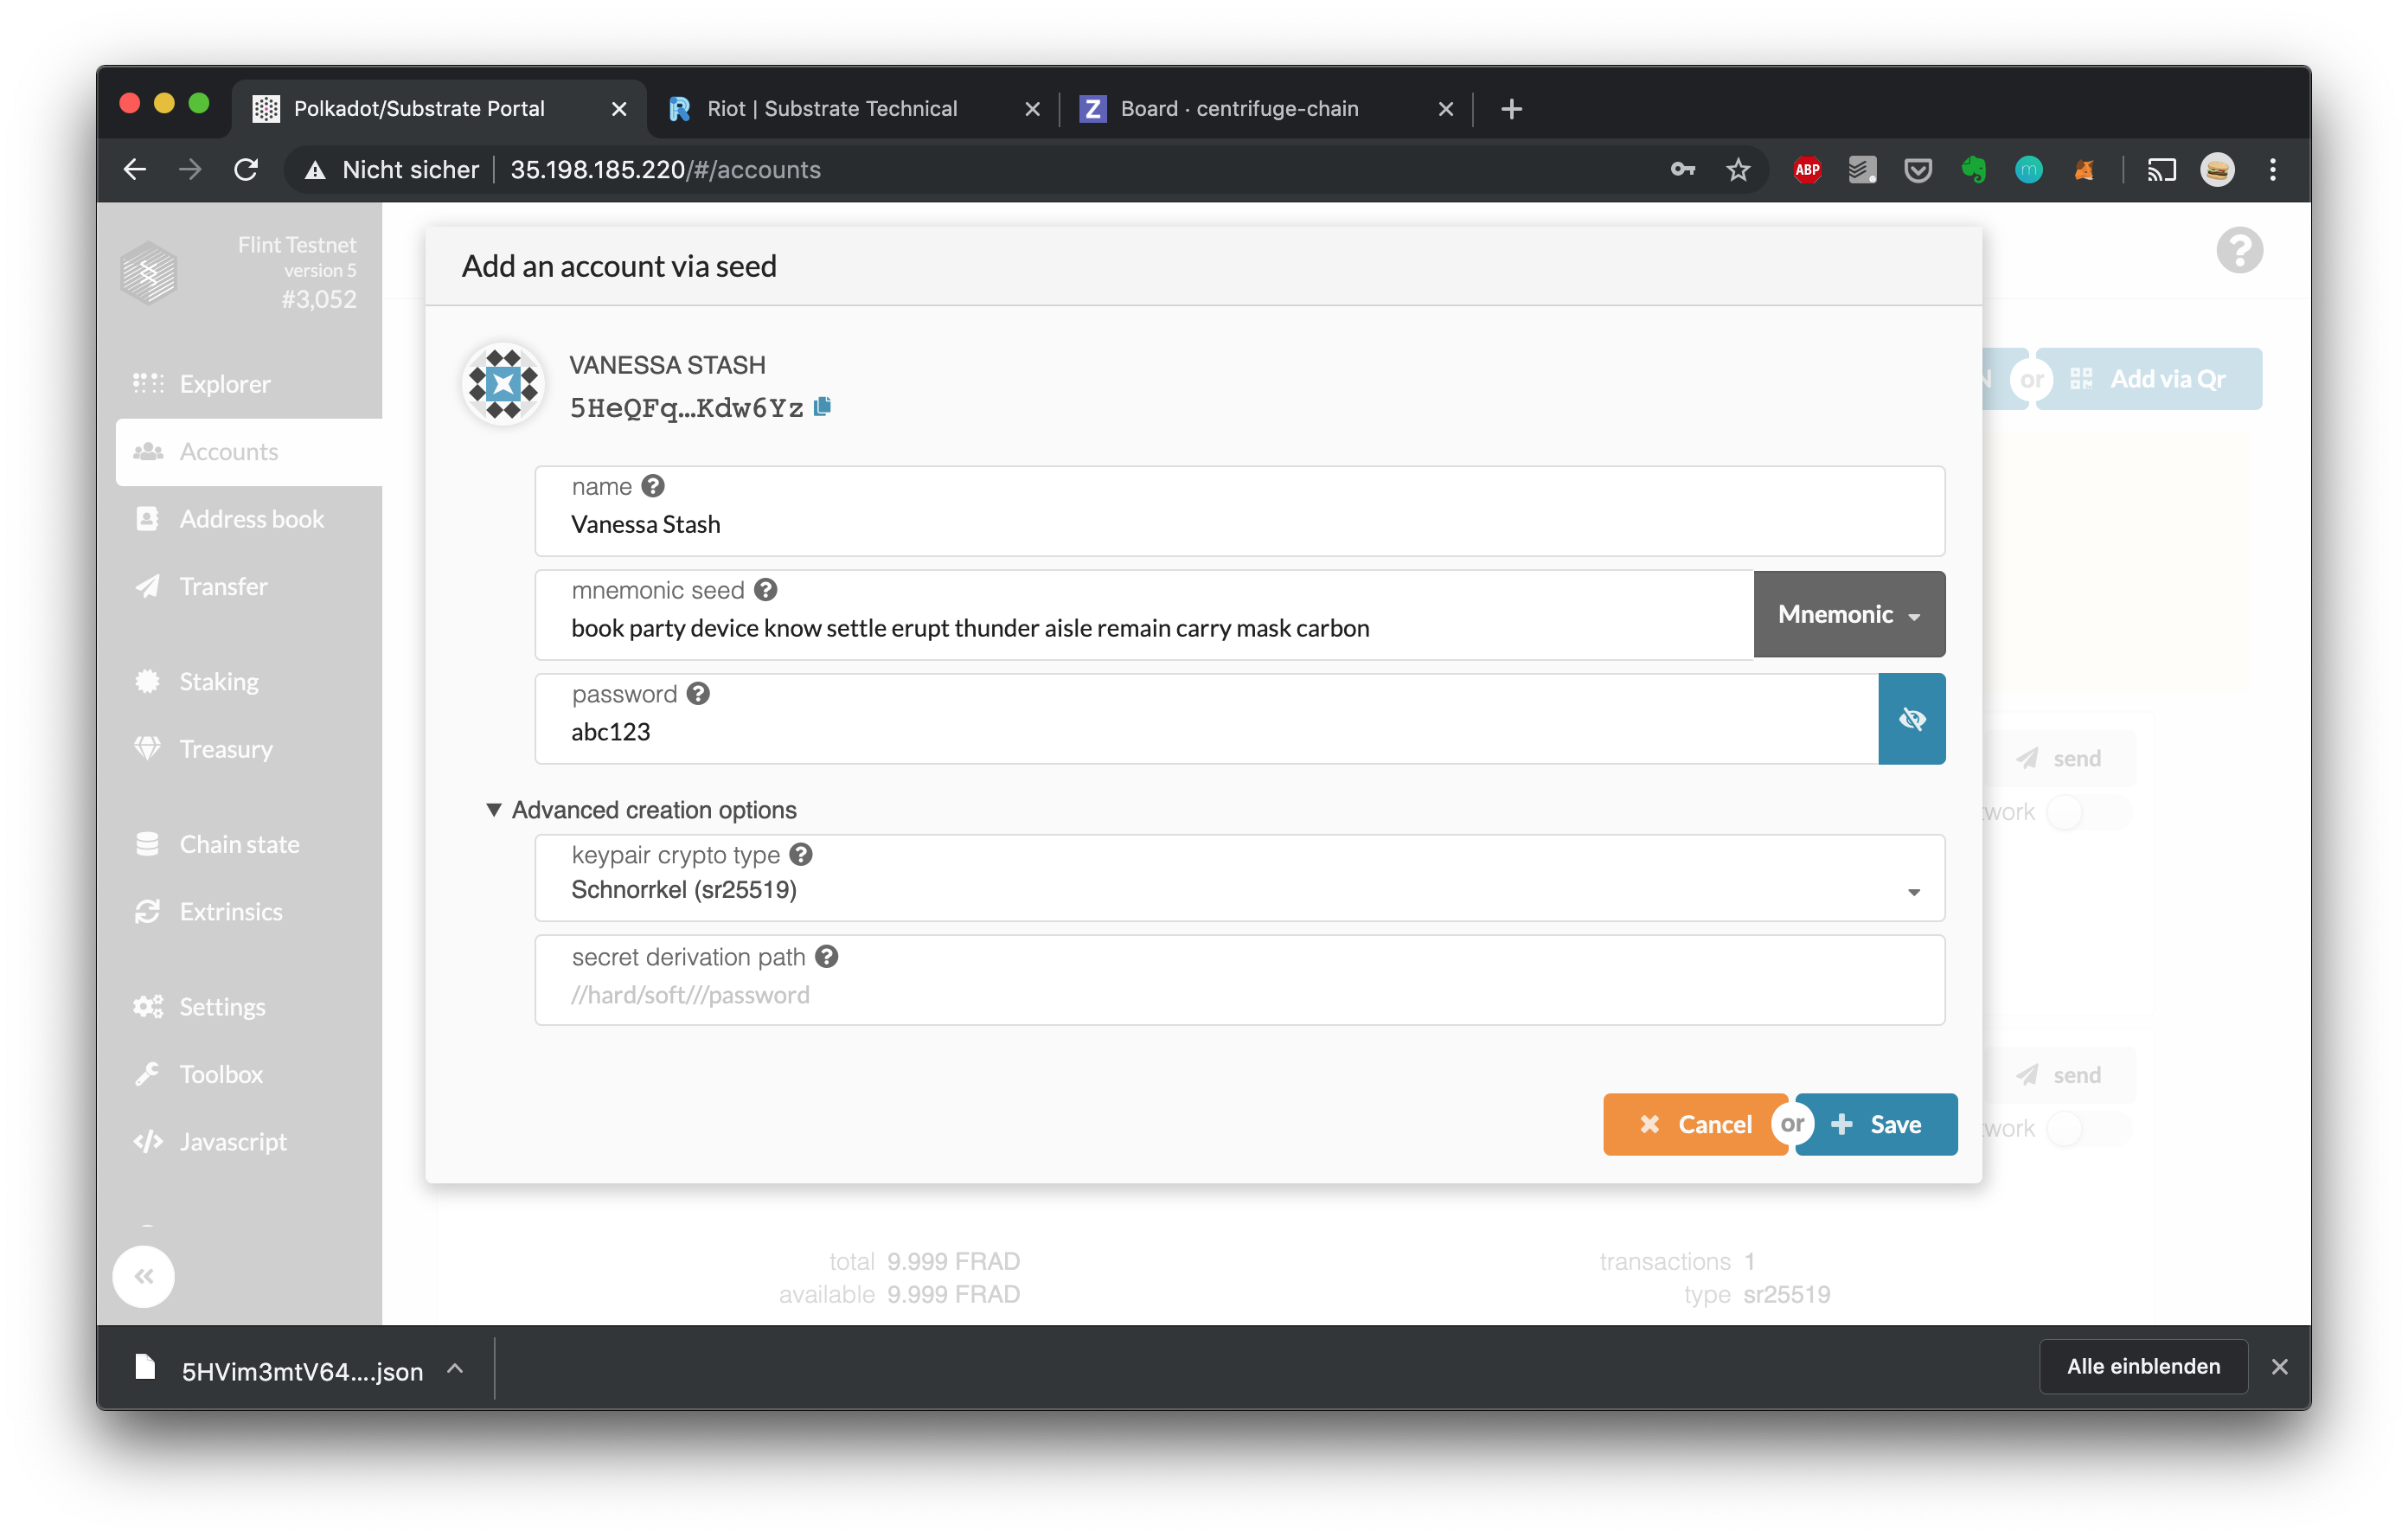 Polkadot/Substrate Portal
Riot | Substrate Technical
Board · centrifuge-chain
Nicht sicher
35.198.185.220/#/accounts
ABP
m
Flint Testnet
version 5
#3,052
Explorer
Accounts
Address book
Transfer
Staking
Treasury
Chain state
Extrinsics
Settings
Toolbox
Javascript
Add an account via seed
VANESSA STASH
5HeQFq...Kdw6Yz
name
Vanessa Stash
mnemonic seed
book party device know settle erupt thunder aisle remain carry mask carbon
Mnemonic
password
abc123
Advanced creation options
keypair crypto type
Schnorrkel (sr25519)
secret derivation path
//hard/soft///password
Cancel
or
Save
or
Add via Qr
send
send
total 9.999 FRAD
available 9.999 FRAD
transactions 1
type sr25519
5HVim3mtV64....json
Alle einblenden